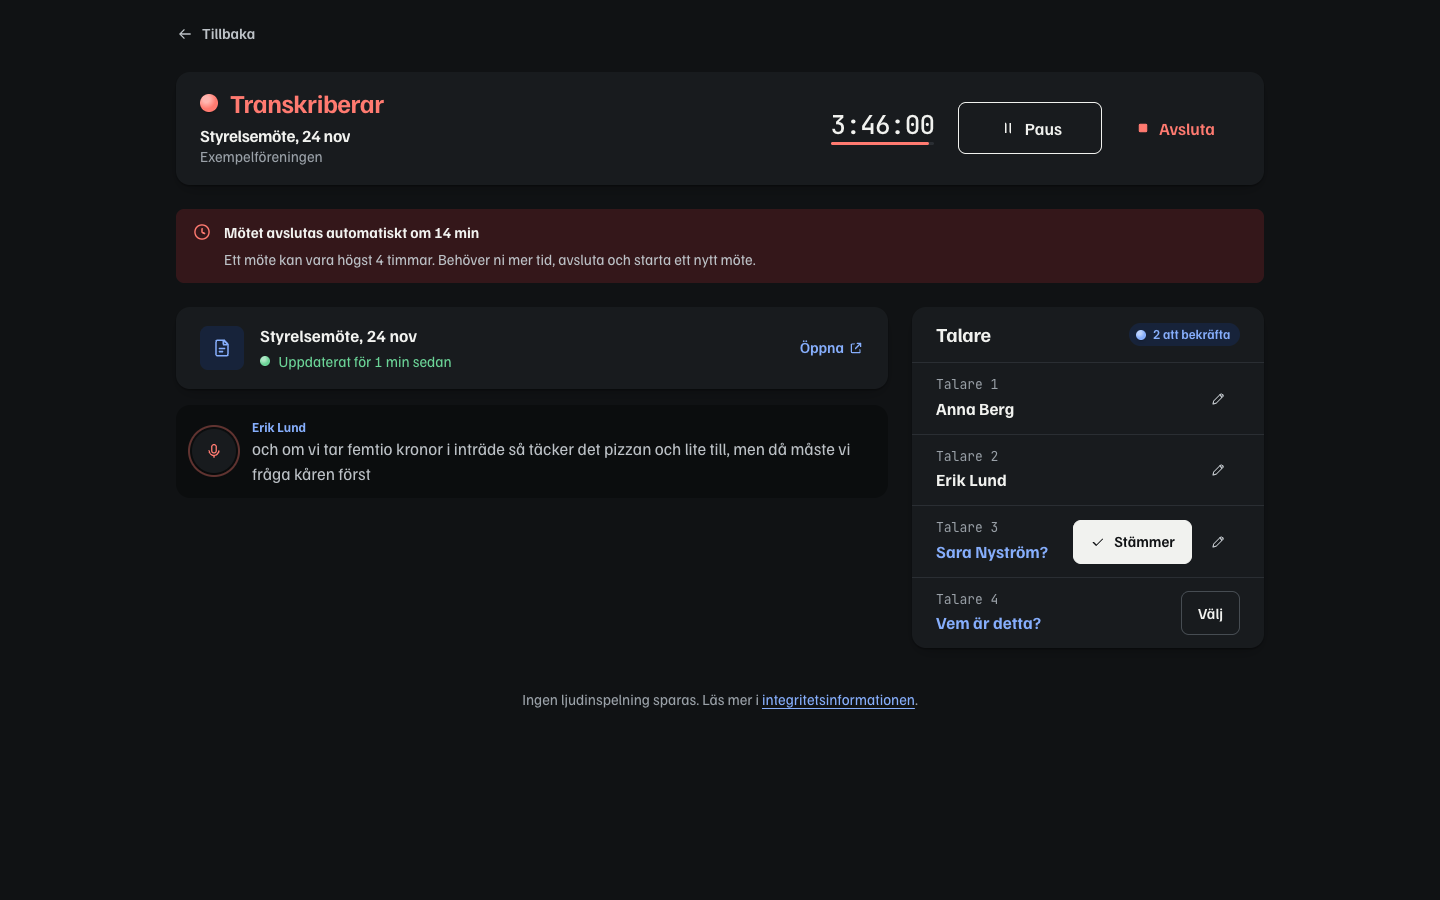 Tillbaka
Transkriberar
Styrelsemöte, 24 nov
Exempelföreningen
3:46:00
Paus
Avsluta
Mötet avslutas automatiskt om 14 min
Ett möte kan vara högst 4 timmar. Behöver ni mer tid, avsluta och starta ett nytt möte.
Styrelsemöte, 24 nov
Uppdaterat för 1 min sedan
Öppna
Erik Lund
och om vi tar femtio kronor i inträde så täcker det pizzan och lite till, men då måste vi
fråga kåren först
Talare
2 att bekräfta
Talare 1
Anna Berg
Talare 2
Erik Lund
Talare 3
Sara Nyström?
Stämmer
Talare 4
Vem är detta?
Välj
Ingen ljudinspelning sparas. Läs mer i integritetsinformationen.